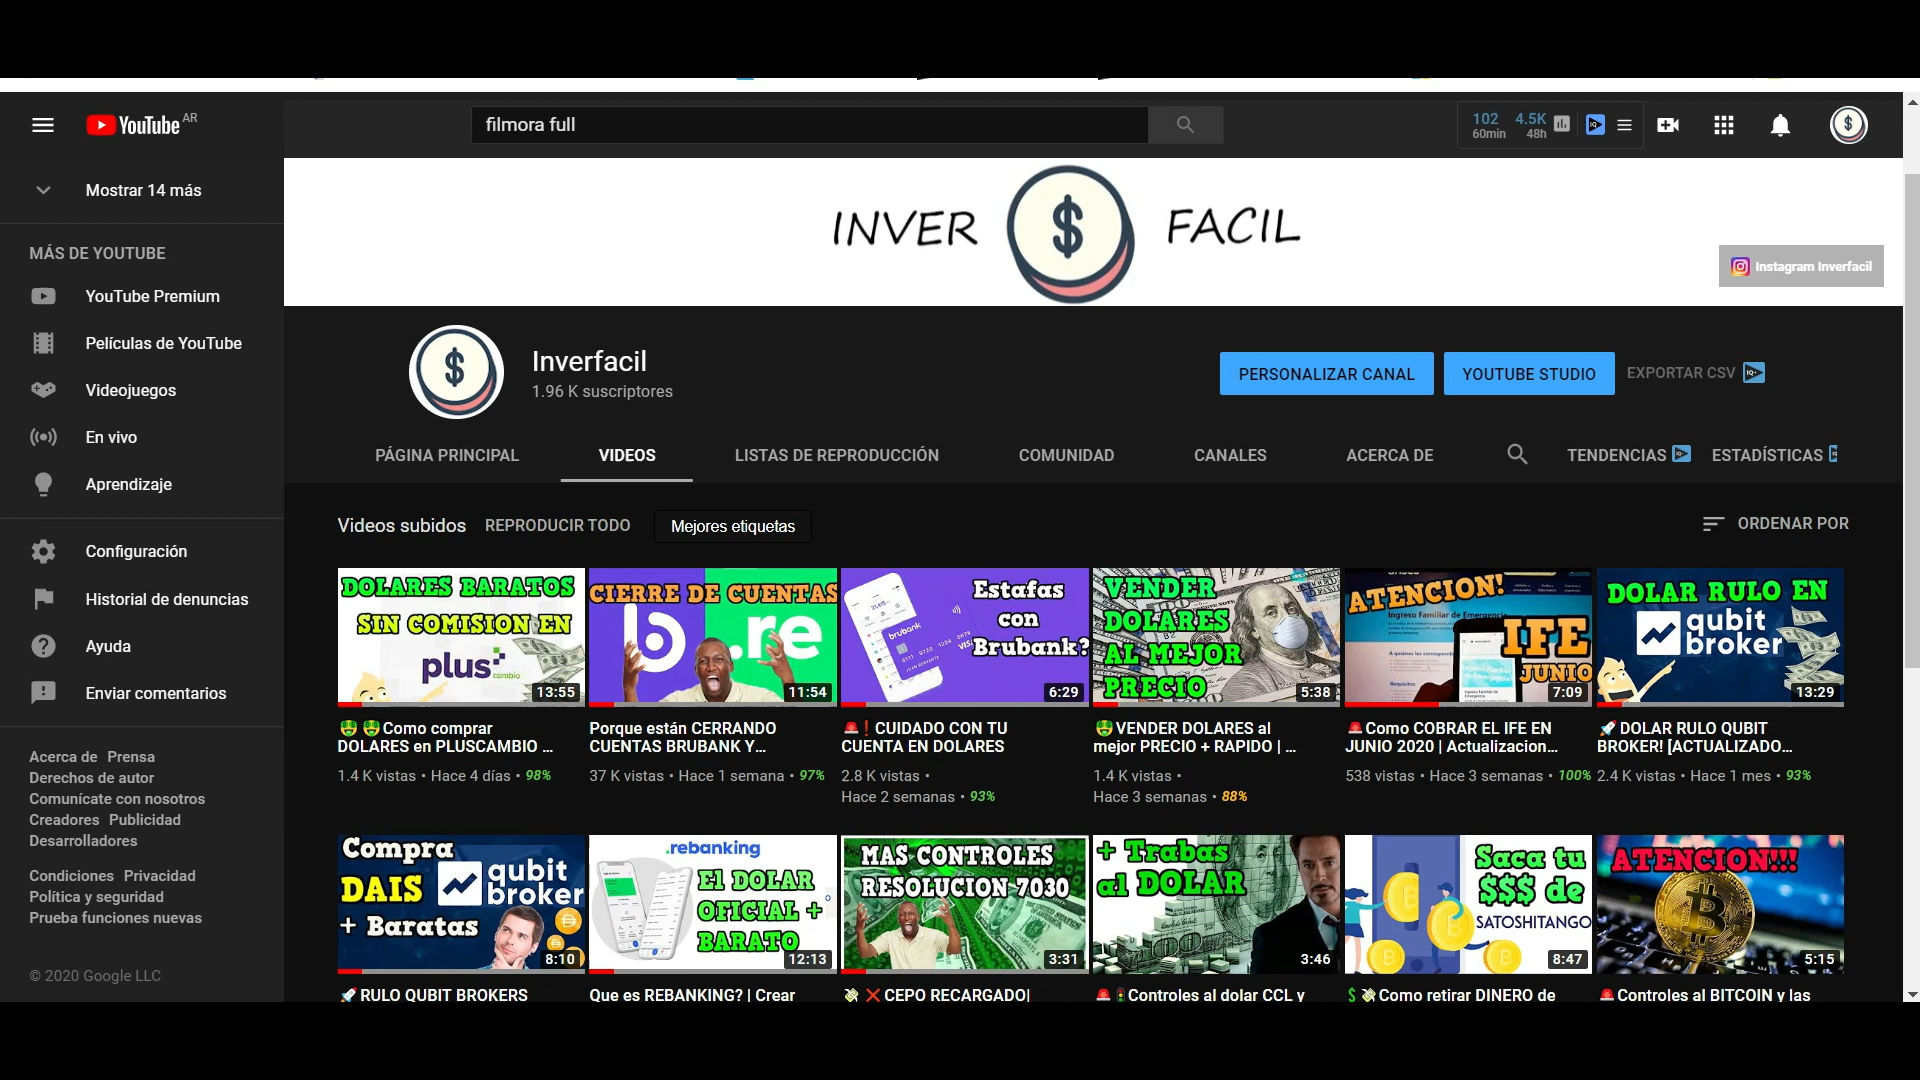 YouTube AR
filmora full
102 4.5K
60min 48h
Mostrar 14 más
MÁS DE YOUTUBE
YouTube Premium
Películas de YouTube
Videojuegos
En vivo
Aprendizaje
Configuración
Historial de denuncias
Ayuda
Enviar comentarios
Acerca de Prensa
Derechos de autor
Comunícate con nosotros
Creadores Publicidad
Desarrolladores
Condiciones Privacidad
Política y seguridad
Prueba funciones nuevas
© 2020 Google LLC
INVER $ FACIL
Instagram Inverfacil
$
Inverfacil
1.96 K suscriptores
PERSONALIZAR CANAL
YOUTUBE STUDIO
EXPORTAR CSV
PÁGINA PRINCIPAL
VIDEOS
LISTAS DE REPRODUCCIÓN
COMUNIDAD
CANALES
ACERCA DE
TENDENCIAS
ESTADÍSTICAS
Videos subidos
REPRODUCIR TODO
Mejores etiquetas
ORDENAR POR
DOLARES BARATOS
SIN COMISION EN
plus
cambio
13:55
🤑 🤑Como comprar
DOLARES en PLUSCAMBIO ...
1.4 K vistas • Hace 4 días • 98%
CIERRE DE CUENTAS
b .re
11:54
Porque están CERRANDO
CUENTAS BRUBANK Y...
37 K vistas • Hace 1 semana • 97%
Estafas
con
Brubank?
brubank
VISA
6:29
🚨❗CUIDADO CON TU
CUENTA EN DOLARES
2.8 K vistas •
Hace 2 semanas • 93%
VENDER
DOLARES
AL MEJOR
PRECIO
5:38
🤑VENDER DOLARES al
mejor PRECIO + RAPIDO | ...
1.4 K vistas •
Hace 3 semanas • 88%
ATENCION!
Ingreso Familiar de Emergencia
IFE
JUNIO
7:09
🚨Como COBRAR EL IFE EN
JUNIO 2020 | Actualizacion...
538 vistas • Hace 3 semanas • 100%
DOLAR RULO EN
qubit
broker
13:29
🚀DOLAR RULO QUBIT
BROKER! [ACTUALIZADO...
2.4 K vistas • Hace 1 mes • 93%
Compra
DAIS
+ Baratas
qubit
broker
8:10
🚀RULO QUBIT BROKERS
.rebanking
El DOLAR
OFICIAL +
BARATO
12:13
Que es REBANKING? | Crear
MAS CONTROLES
RESOLUCION 7030
3:31
💸 ❌CEPO RECARGADO|
+ Trabas
al DOLAR
3:46
🚨🚦Controles al dolar CCL y
Saca tu
$$$ de
SATOSHITANGO
8:47
💲💸Como retirar DINERO de
ATENCION!!!
5:15
🚨Controles al BITCOIN y las